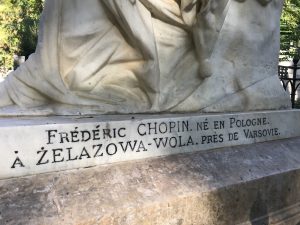 FRÉDÉRIC CHOPIN. NÉ EN POLOGNE.
À ŻELAZOWA-WOLA. PRÈS DE VARSOVIE.